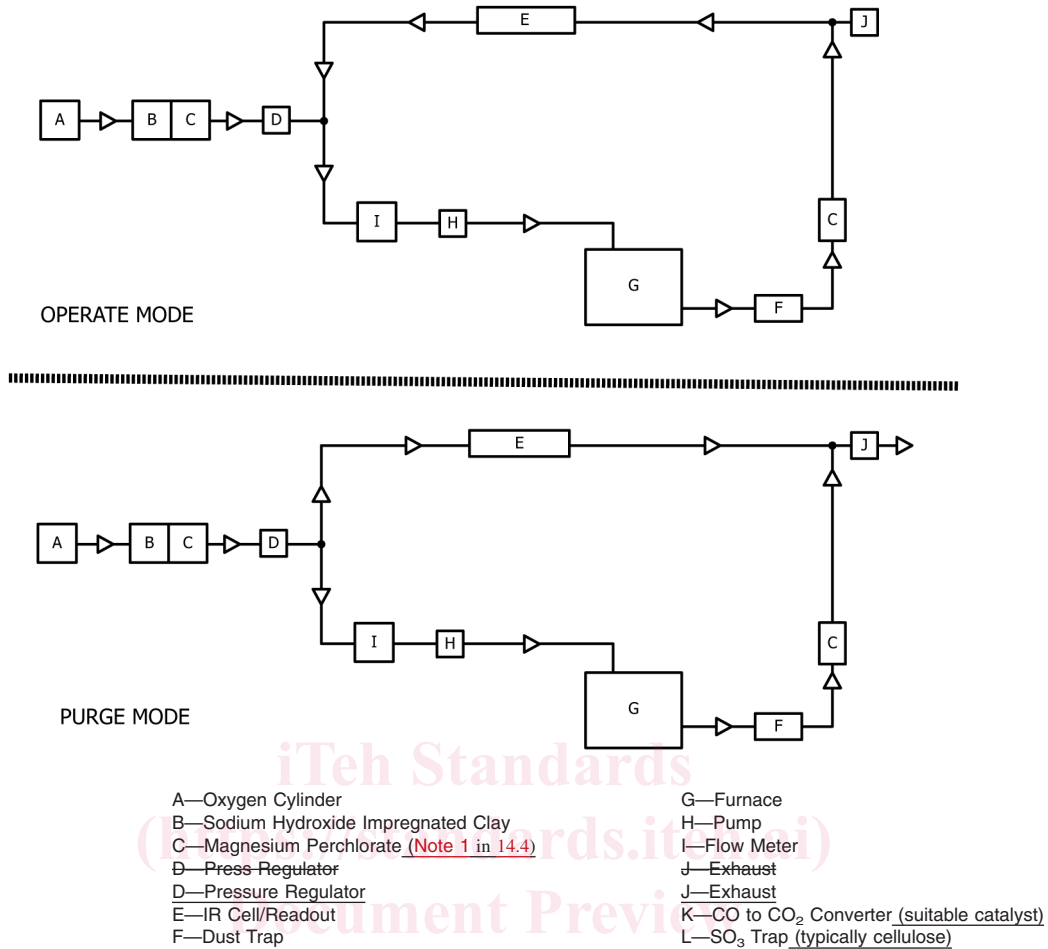 E
J
A
B
C
D
I
H
C
G
F
OPERATE MODE
E
J
A
B
C
D
I
H
C
G
F
PURGE MODE
iTeh Standards
(https://standards.iteh.ai)
Document Preview
A—Oxygen Cylinder
B—Sodium Hydroxide Impregnated Clay
C—Magnesium Perchlorate (Note 1 in 14.4)
D—Press Regulator
D—Pressure Regulator
E—IR Cell/Readout
F—Dust Trap
G—Furnace
H—Pump
I—Flow Meter
J—Exhaust
J—Exhaust
K—CO to CO₂ Converter (suitable catalyst)
L—SO₃ Trap (typically cellulose)